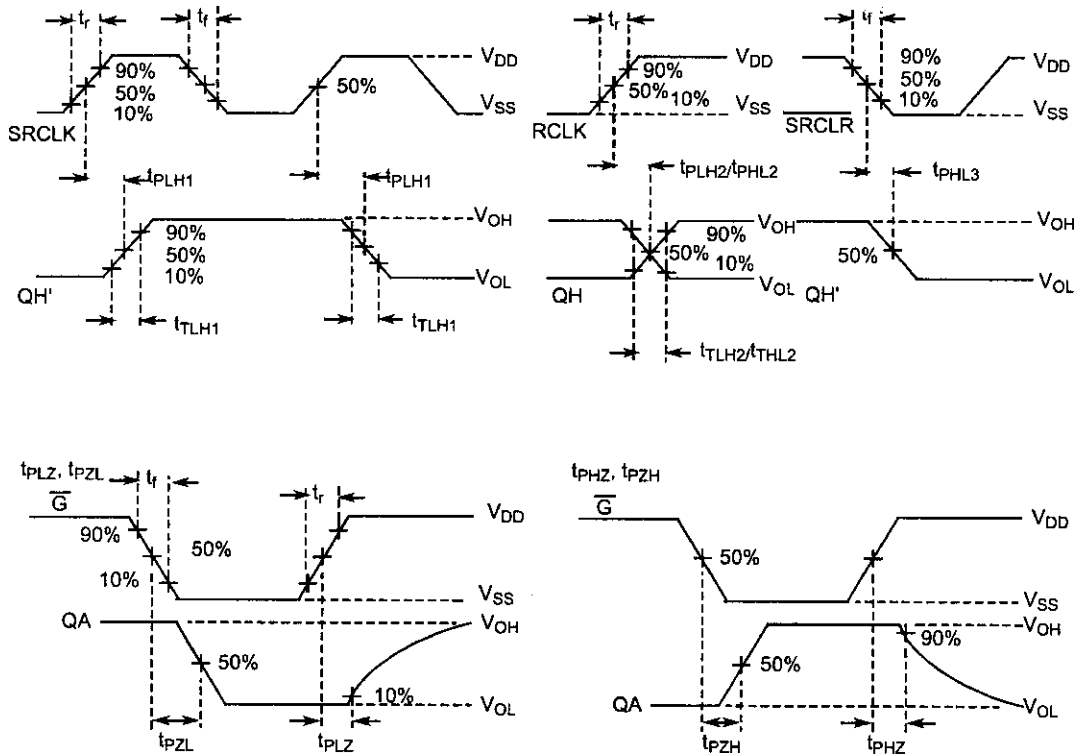 tr
tf
90%
50%
10%
50%
VDD
VSS
SRCLK
tPLH1
tPLH1
VOH
90%
50%
10%
VOL
QH'
tTLH1
tTLH1
tr
90%
50%
10%
VDD
VSS
RCLK
tPLH2/tPHL2
VOH
90%
50%
10%
VOL
QH
tTLH2/tTHL2
tf
90%
50%
10%
VDD
VSS
SRCLR
tPHL3
VOH
50%
VOL
QH'
tPLZ, tPZL
tf
G
tr
90%
50%
10%
VDD
VSS
QA
VOH
50%
10%
VOL
tPZL
tPLZ
tPHZ, tPZH
G
VDD
50%
VSS
VOH
90%
50%
QA
VOL
tPZH
tPHZ